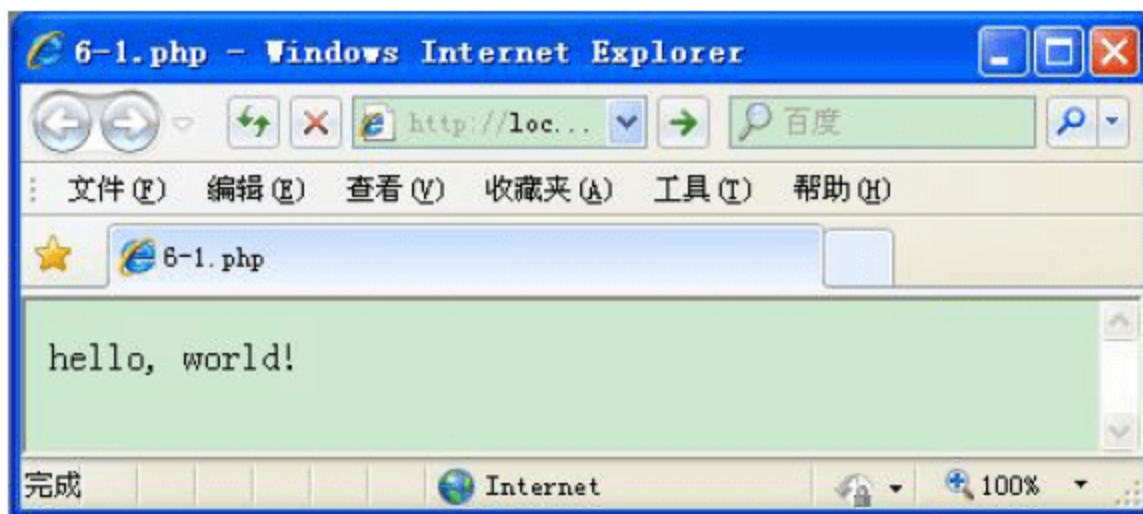 6-1.php - Windows Internet Explorer
http://loc... 百度
文件(F) 编辑(E) 查看(V) 收藏夹(A) 工具(T) 帮助(H)
6-1.php
hello, world!
完成 Internet 100%